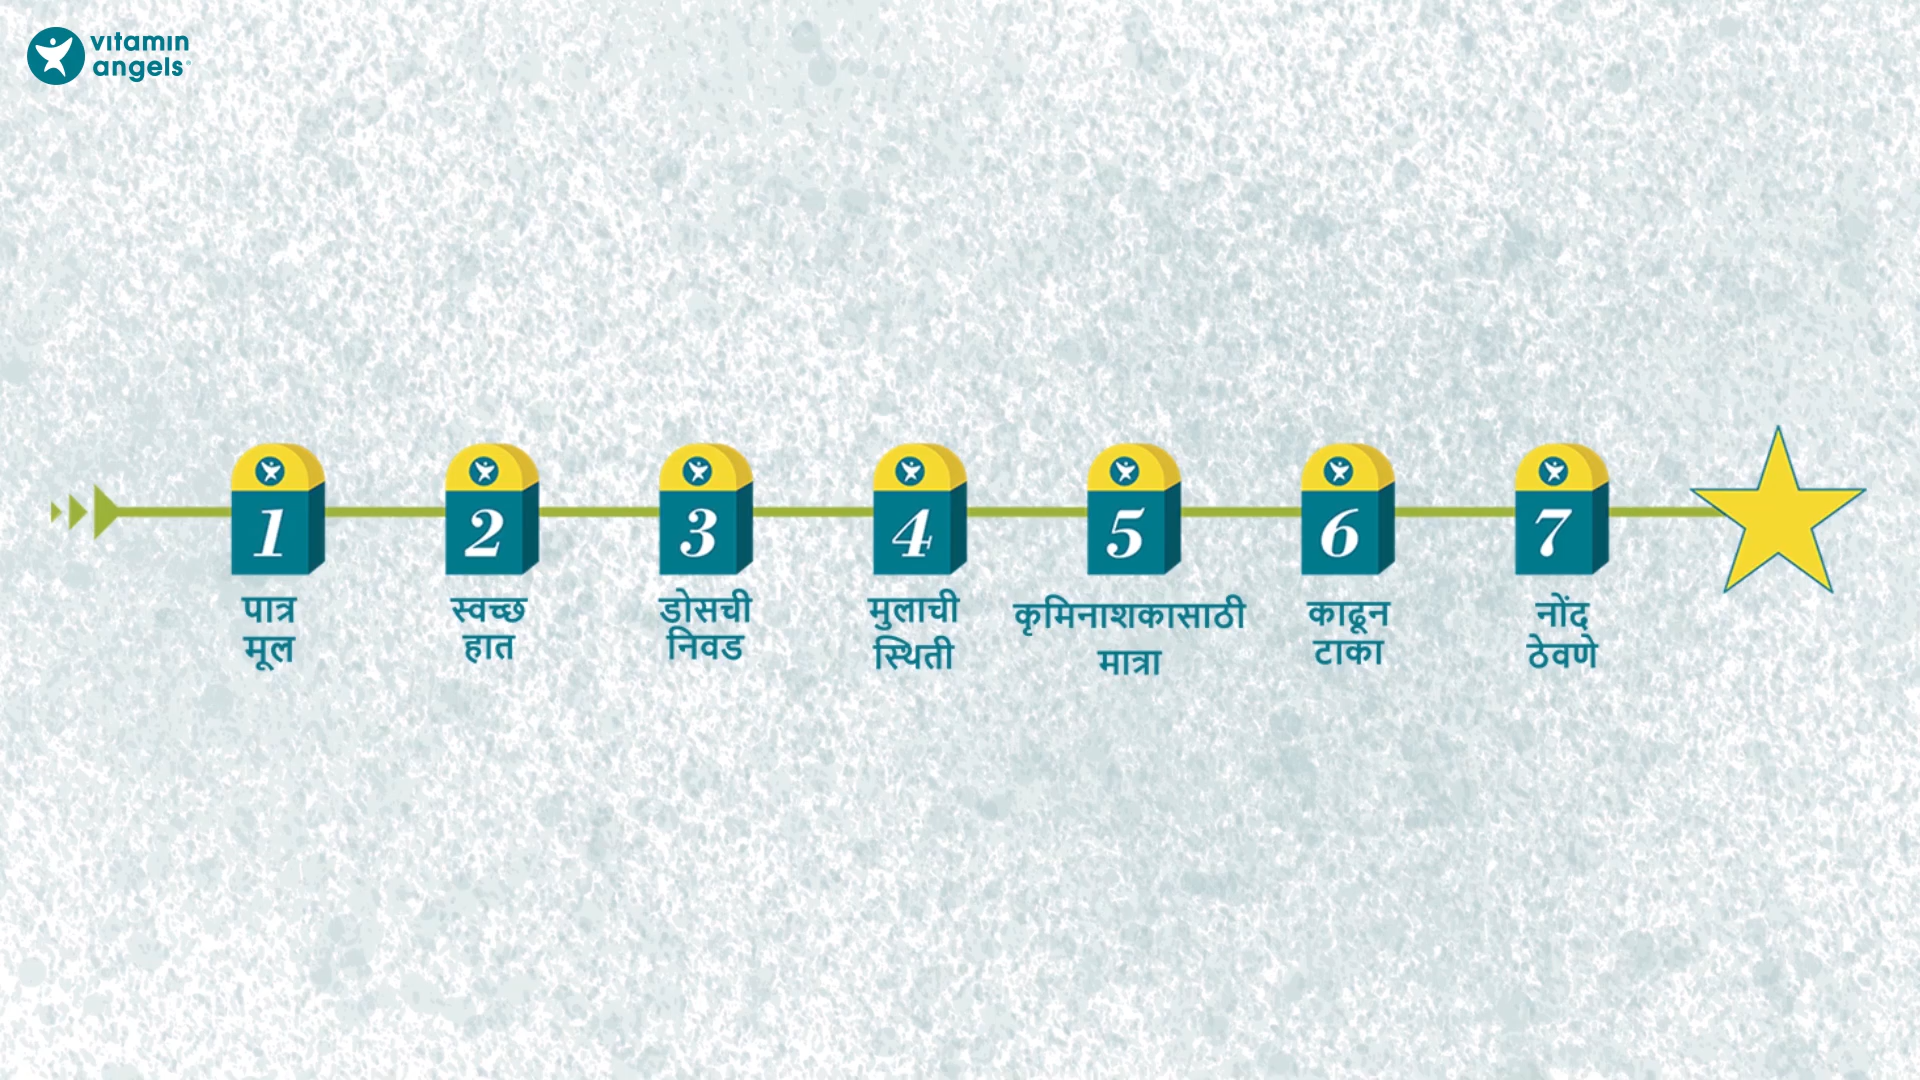 vitamin
angels
1
2
3
4
5
6
7
पात्र
मूल
स्वच्छ
हात
डोसची
निवड
मुलाची
स्थिती
कृमिनाशकासाठी
मात्रा
काढून
टाका
नोंद
ठेवणे